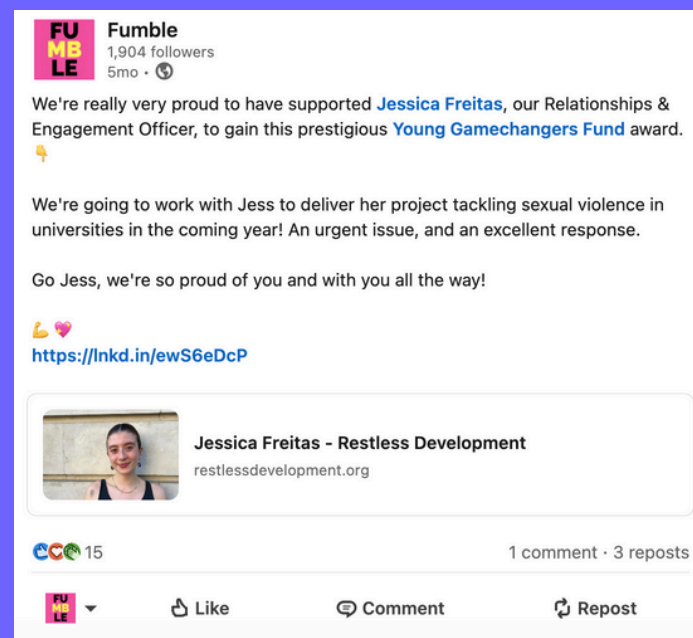 FU
MB
LE
Fumble
1,904 followers
5mo •
We're really very proud to have supported Jessica Freitas, our Relationships &
Engagement Officer, to gain this prestigious Young Gamechangers Fund award.
👇
We're going to work with Jess to deliver her project tackling sexual violence in
universities in the coming year! An urgent issue, and an excellent response.
Go Jess, we're so proud of you and with you all the way!
💪💖
https://lnkd.in/ewS6eDcP
Jessica Freitas - Restless Development
restlessdevelopment.org
15
1 comment · 3 reposts
FU
MB
LE
Like
Comment
Repost